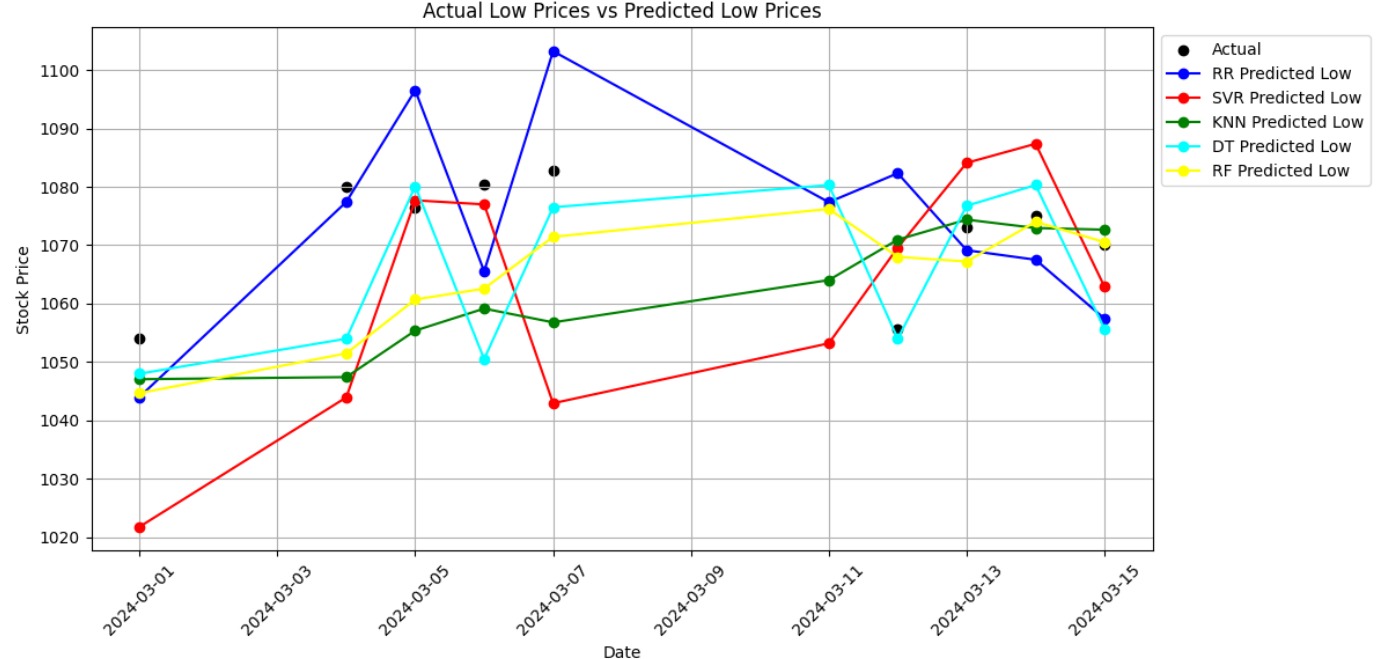 Actual Low Prices vs Predicted Low Prices
Actual
RR Predicted Low
SVR Predicted Low
KNN Predicted Low
DT Predicted Low
RF Predicted Low
Stock Price
1100
1090
1080
1070
1060
1050
1040
1030
1020
2024-03-01
2024-03-03
2024-03-05
2024-03-07
2024-03-09
2024-03-11
2024-03-13
2024-03-15
Date